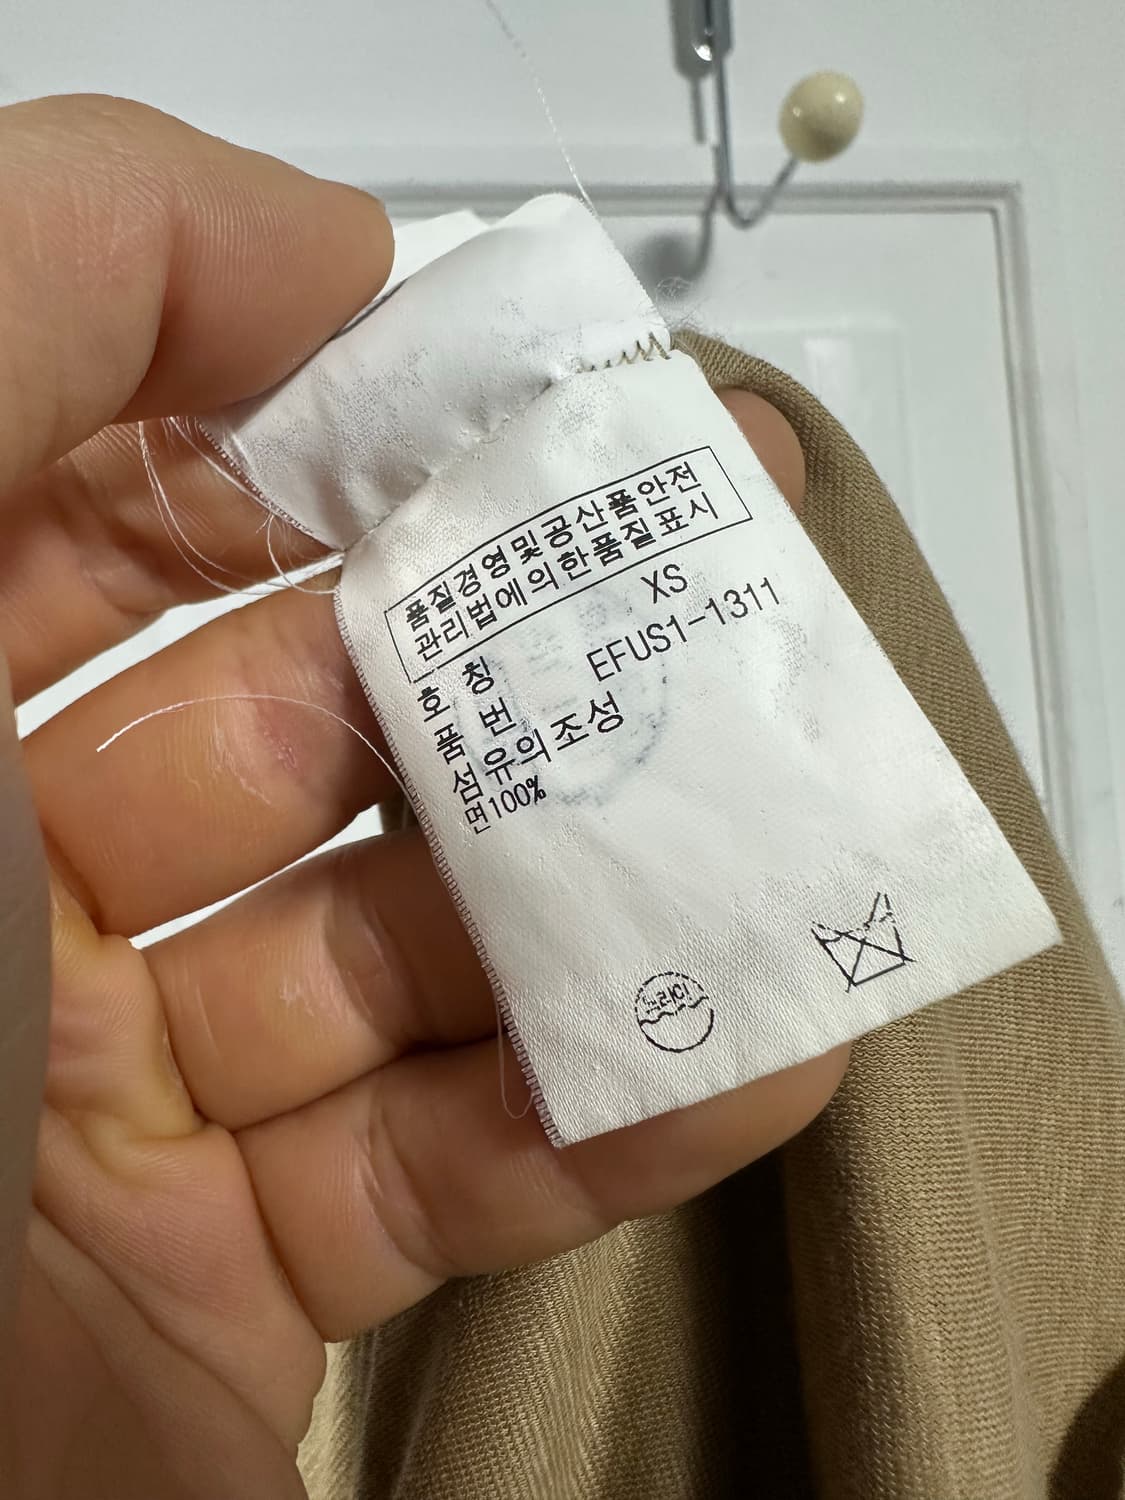 품질경영및공산품안전
관리법에의한품질표시
호 칭 XS
품 번 EFUS1-1311
섬유의조성
면100%
드라이